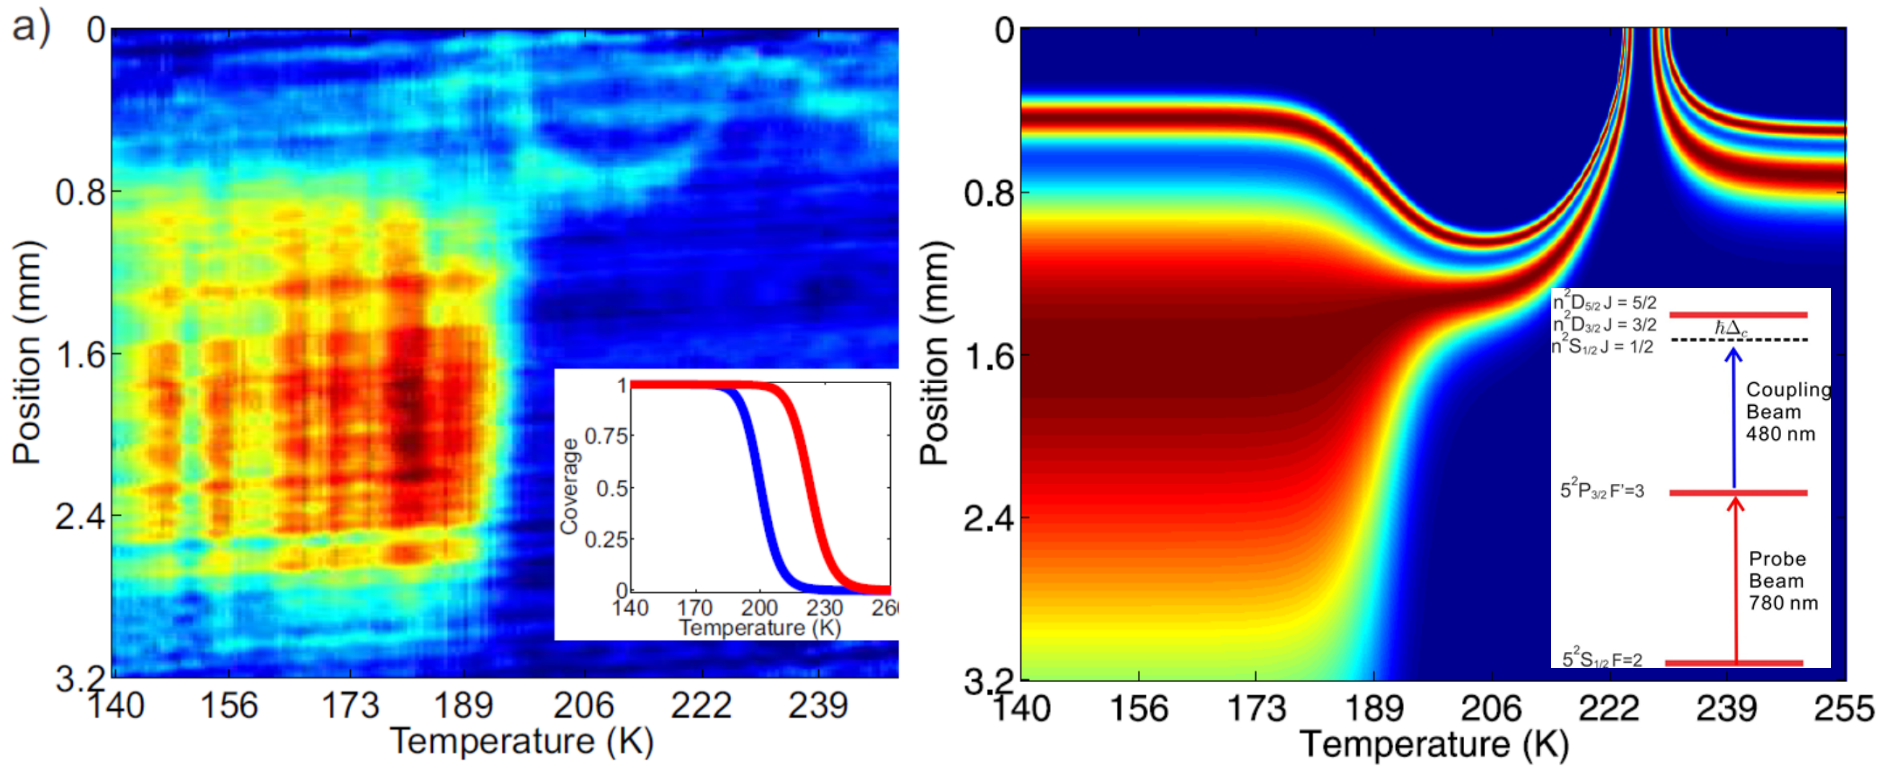 a)
0
0.8
1.6
2.4
3.2
Position (mm)
140 156 173 189 206 222 239
Temperature (K)
1
0.75
0.5
0.25
0
Coverage
140 170 200 230 26
Temperature (K)
0
0.8
1.6
2.4
3.2
Position (mm)
140 156 173 189 206 222 239 255
Temperature (K)
n²D₅/₂ J = 5/2
n²D₃/₂ J = 3/2
n²S₁/₂ J = 1/2
ħΔc
Coupling
Beam
480 nm
5²P₃/₂ F'=3
Probe
Beam
780 nm
5²S₁/₂ F=2